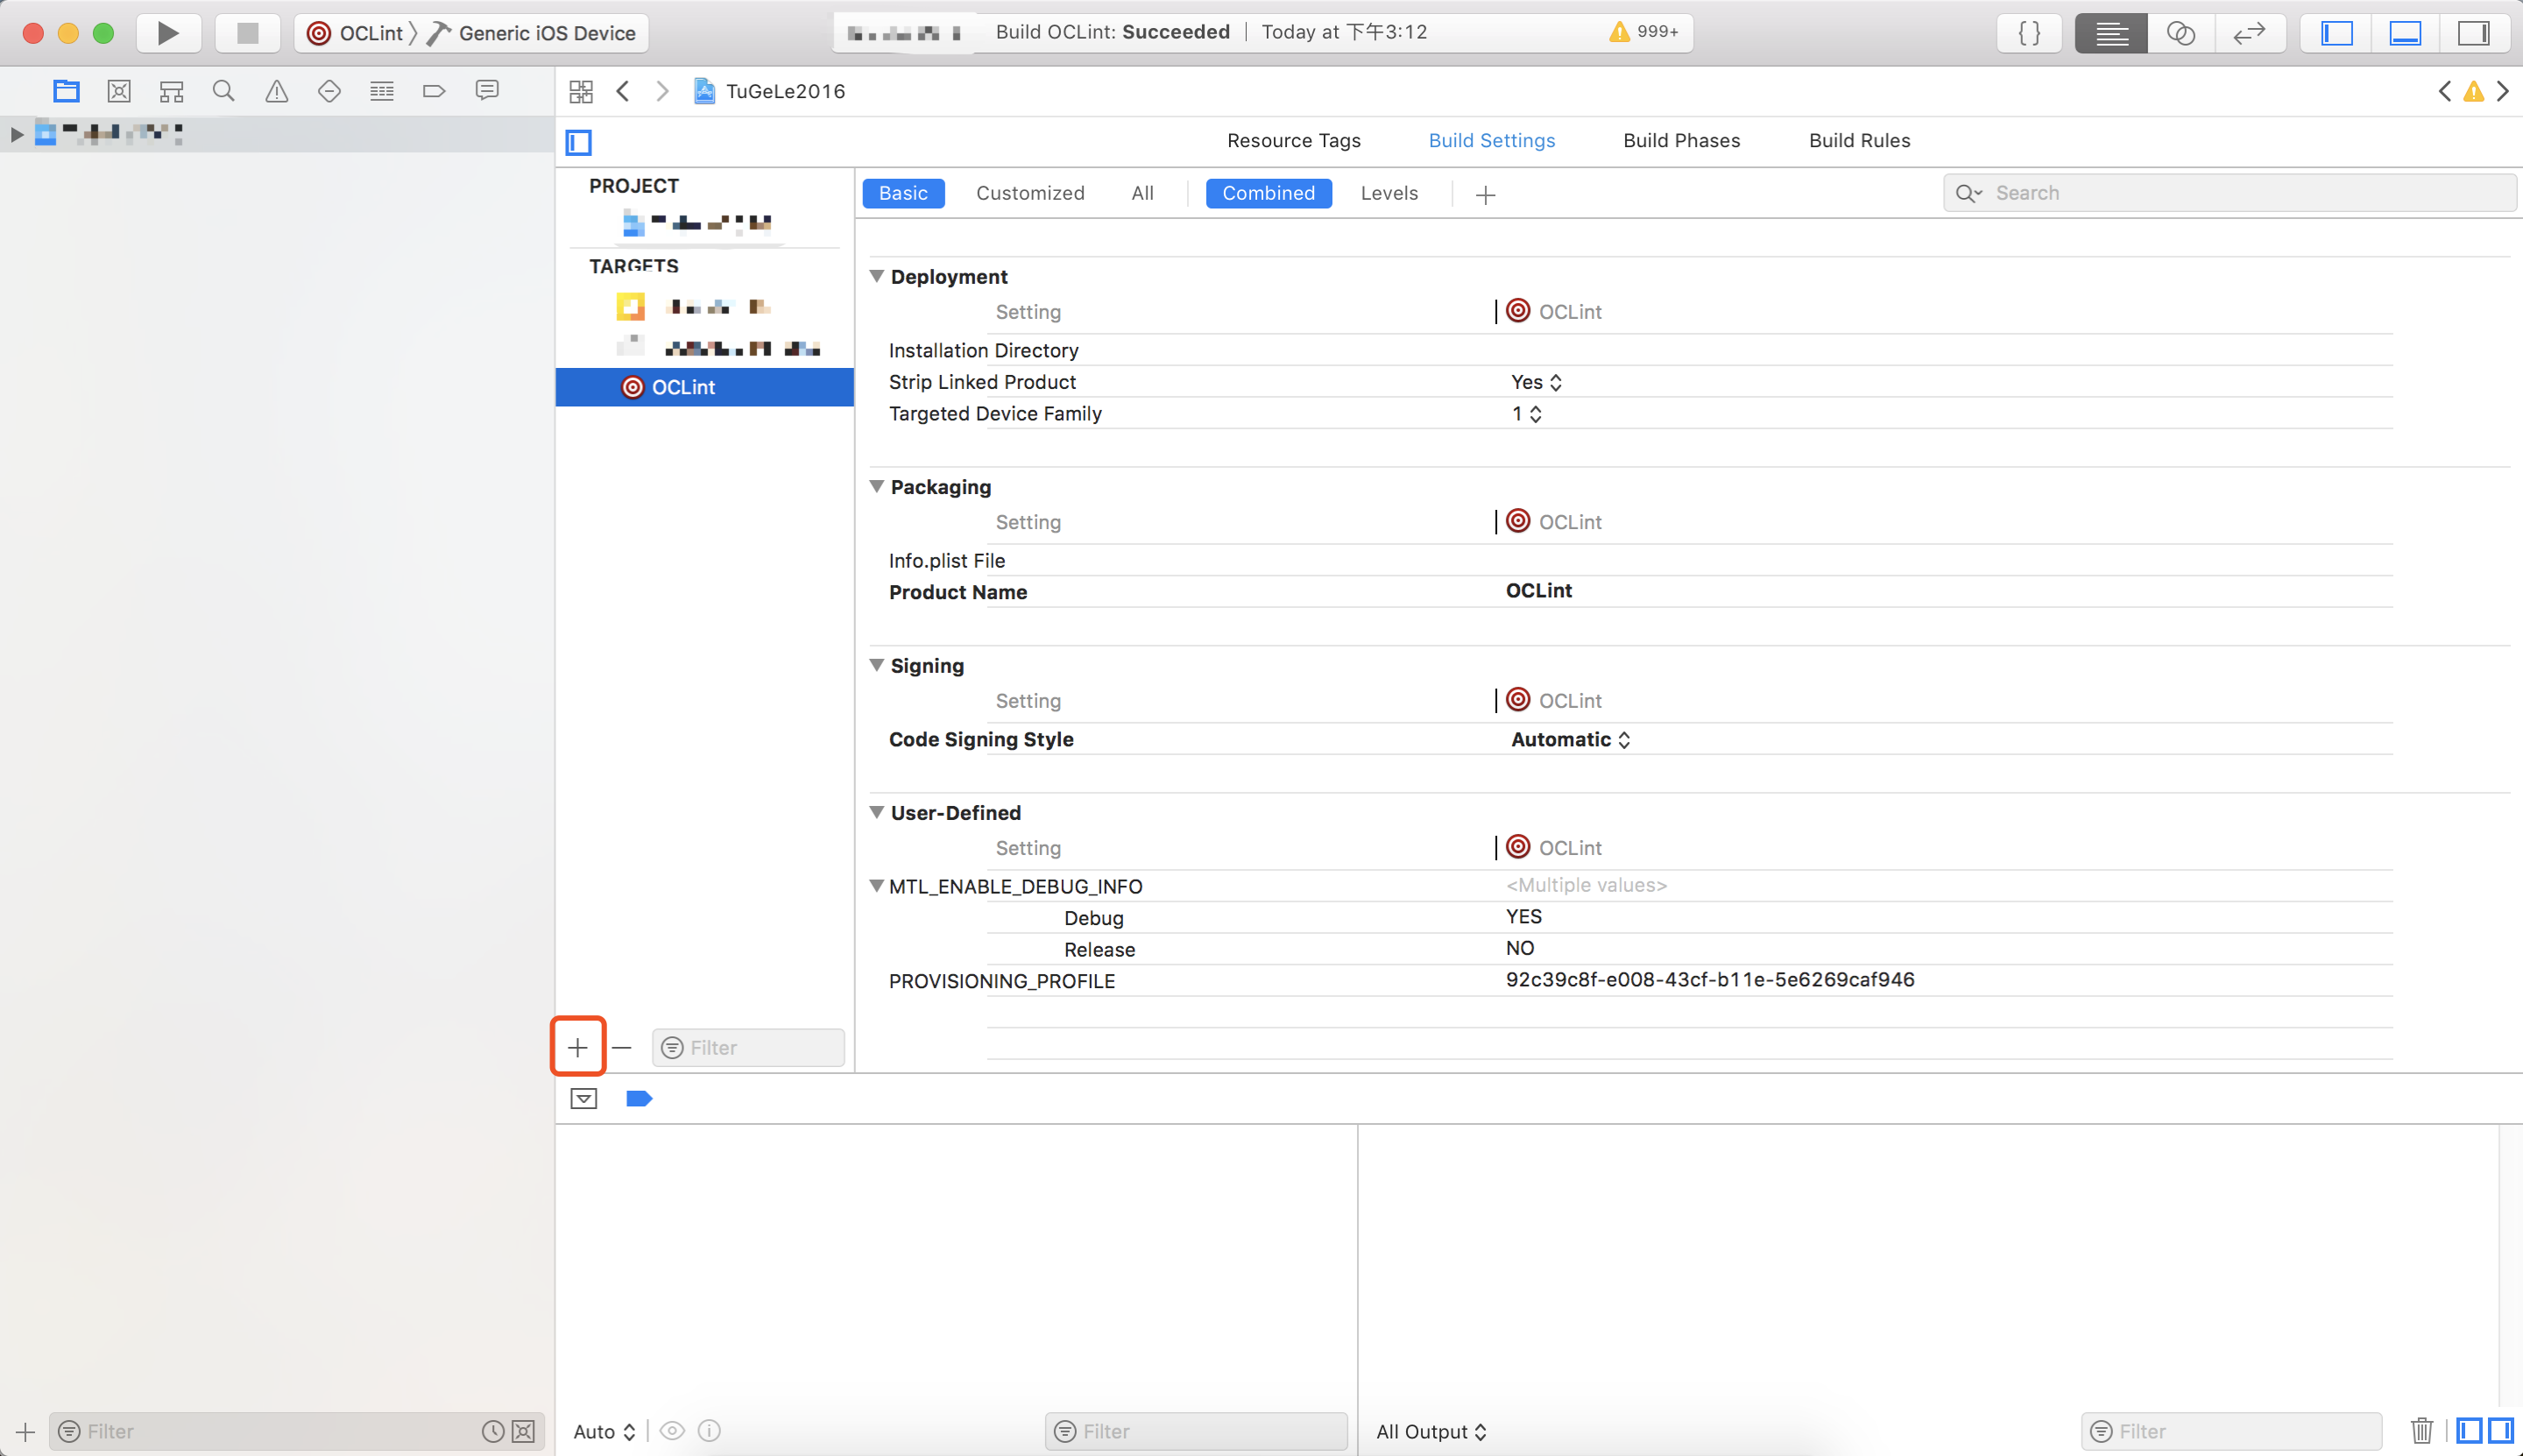 OCLint 〉 Generic iOS Device
Build OCLint: Succeeded | Today at 下午3:12
999+
TuGeLe2016
Resource Tags Build Settings Build Phases Build Rules
PROJECT
TARGETS
OCLint
Filter
Basic Customized All Combined Levels
Search
Deployment
Setting OCLint
Installation Directory
Strip Linked Product Yes
Targeted Device Family 1
Packaging
Setting OCLint
Info.plist File
Product Name OCLint
Signing
Setting OCLint
Code Signing Style Automatic
User-Defined
Setting OCLint
MTL_ENABLE_DEBUG_INFO <Multiple values>
Debug YES
Release NO
PROVISIONING_PROFILE 92c39c8f-e008-43cf-b11e-5e6269caf946
Filter
Auto Filter
All Output Filter